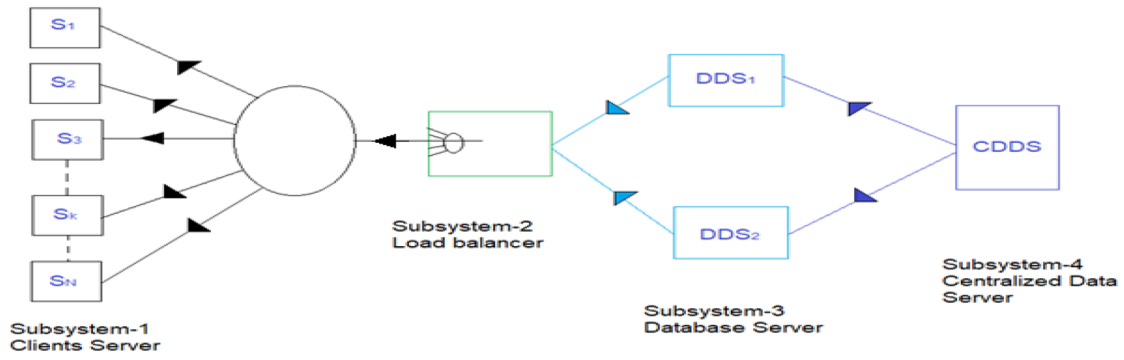 S1
S2
S3
Sk
SN
Subsystem-1
Clients Server
Subsystem-2
Load balancer
DDS1
DDS2
Subsystem-3
Database Server
CDDS
Subsystem-4
Centralized Data
Server